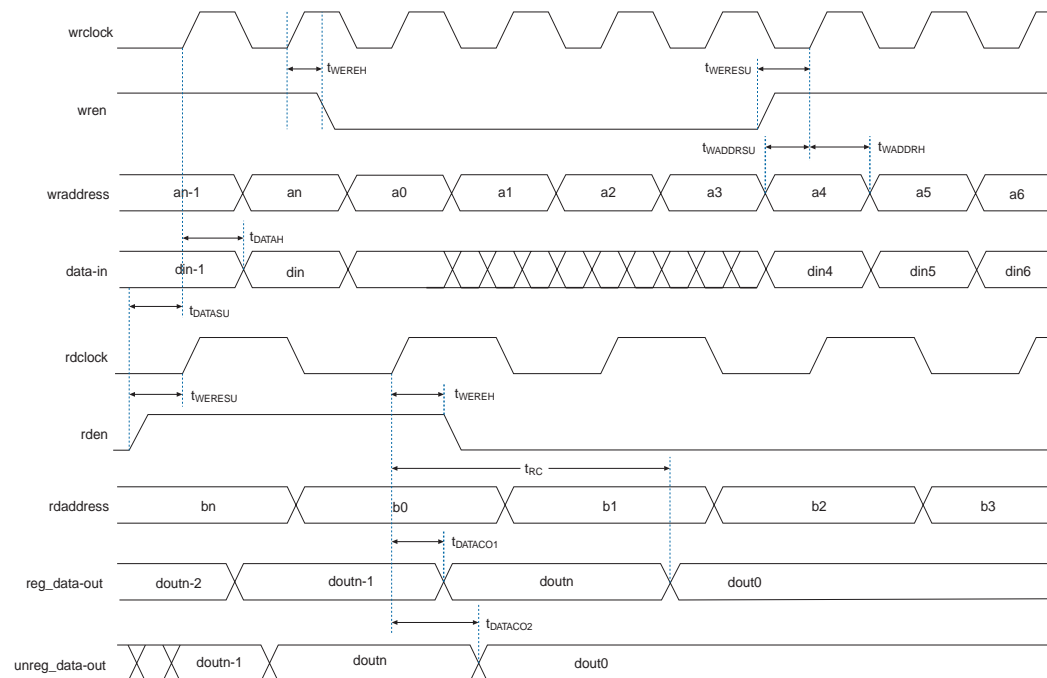 wrclock
tWEREH
tWERESU
wren
tWADDRSU
tWADDRH
wraddress an-1 an a0 a1 a2 a3 a4 a5 a6
tDATAH
data-in din-1 din din4 din5 din6
tDATASU
rdclock
tWERESU
tWEREH
rden
tRC
rdaddress bn b0 b1 b2 b3
tDATACO1
reg_data-out doutn-2 doutn-1 doutn dout0
tDATACO2
unreg_data-out doutn-1 doutn dout0